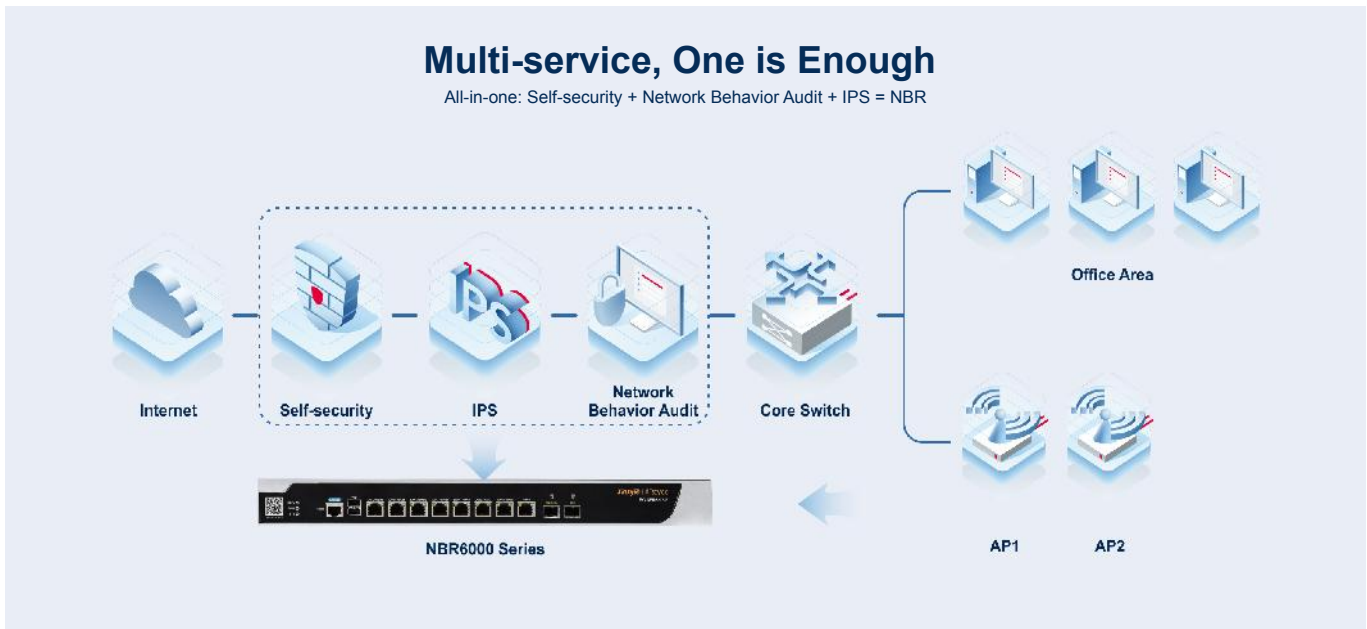 Multi-service, One is Enough
All-in-one: Self-security + Network Behavior Audit + IPS = NBR
Office Area
IPS
Internet
Self-security
IPS
Network
Behavior Audit
Core Switch
NBR6000 Series
AP1
AP2